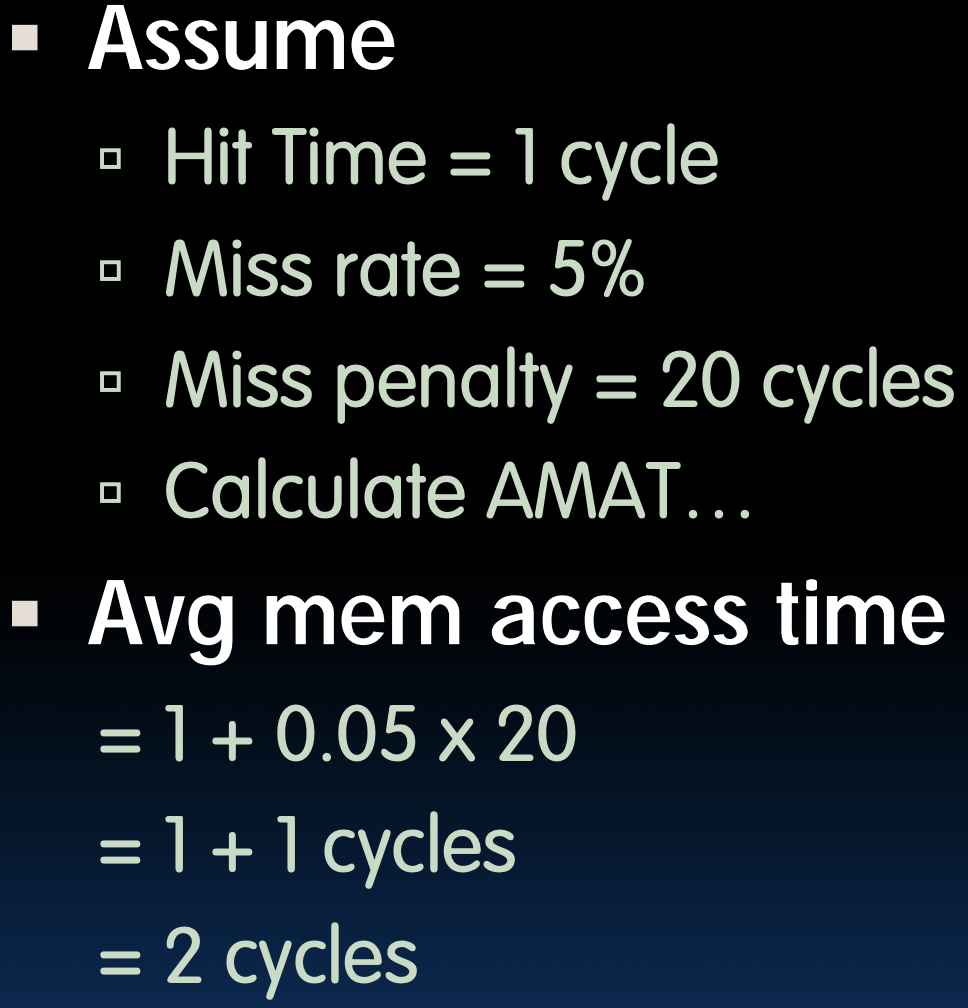 Assume
Hit Time = 1 cycle
Miss rate = 5%
Miss penalty = 20 cycles
Calculate AMAT…
Avg mem access time
= 1 + 0.05 x 20
= 1 + 1 cycles
= 2 cycles